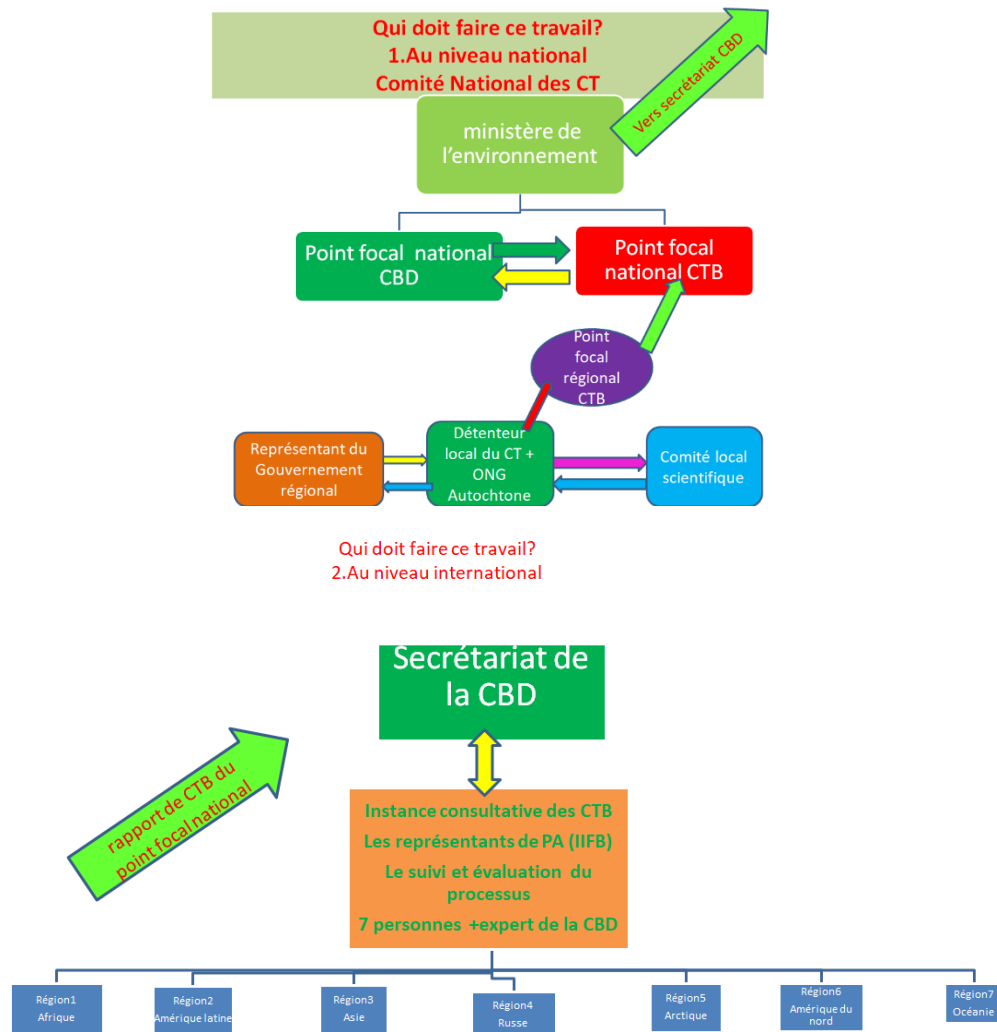 Qui doit faire ce travail?
1.Au niveau national
Comité National des CT
Vers secrétariat CBD
ministère de
l'environnement
Point focal national
CBD
Point focal
national CTB
Point
focal
régional
CTB
Représentant du
Gouvernement
régional
Détenteur
local du CT +
ONG
Autochtone
Comité local
scientifique
Qui doit faire ce travail?
2.Au niveau international
Secrétariat de
la CBD
rapport de CTB du
point focal national
Instance consultative des CTB
Les représentants de PA (IIFB)
Le suivi et évaluation du
processus
7 personnes +expert de la CBD
Région1
Afrique
Région2
Amérique latine
Région3
Asie
Région4
Russe
Région5
Arctique
Région6
Amérique du
nord
Région7
Océanie